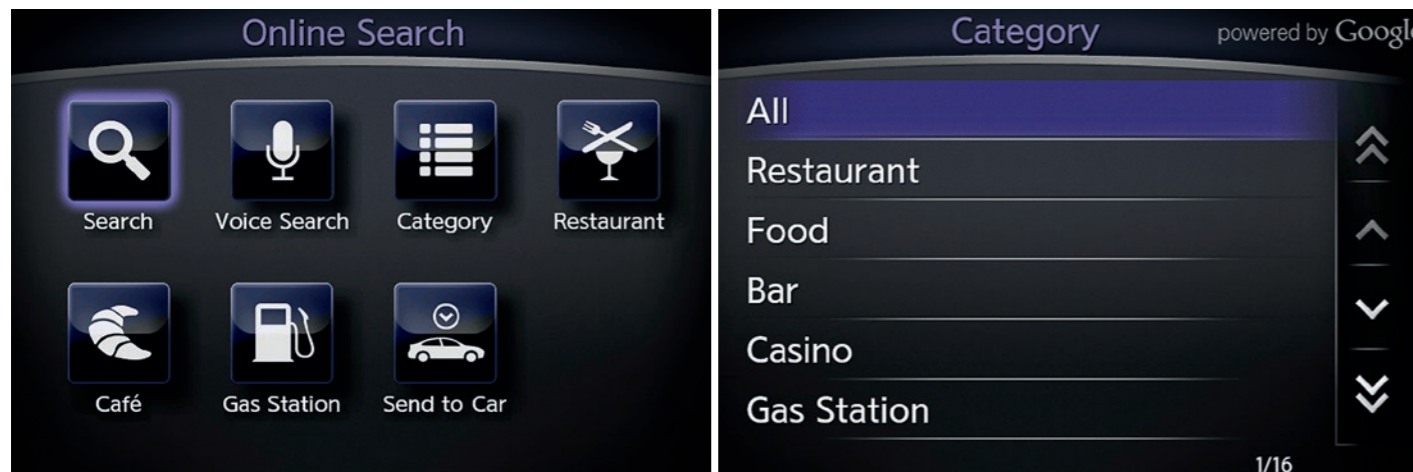 Online Search
Search
Voice Search
Category
Restaurant
Café
Gas Station
Send to Car
Category
powered by Google
All
Restaurant
Food
Bar
Casino
Gas Station
1/16